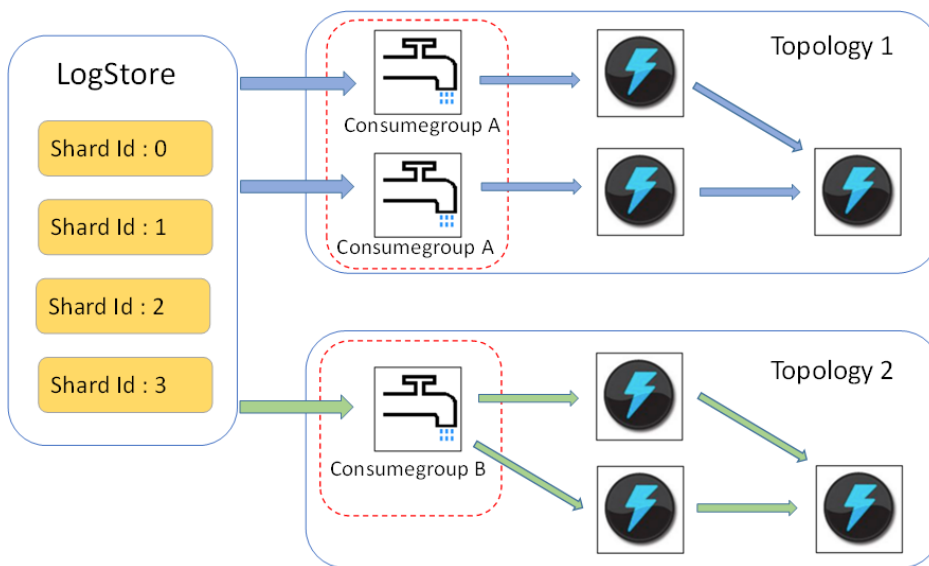 LogStore
Shard Id : 0
Shard Id : 1
Shard Id : 2
Shard Id : 3
Topology 1
Consumegroup A
Consumegroup A
Topology 2
Consumegroup B